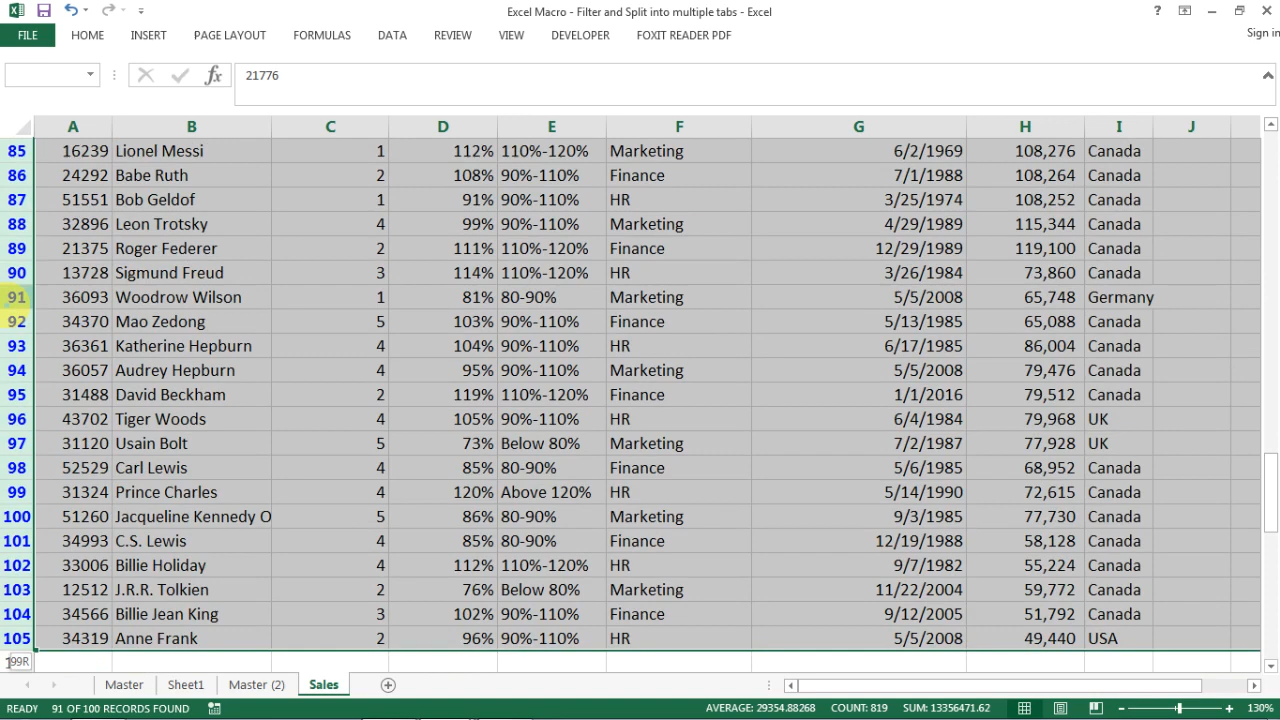 Excel Macro - Filter and Split into multiple tabs - Excel
?
FILE HOME INSERT PAGE LAYOUT FORMULAS DATA REVIEW VIEW DEVELOPER FOXIT READER PDF Sign in
fx 21776
A B C D E F G H I J
85 16239 Lionel Messi 1 112% 110%-120% Marketing 6/2/1969 108,276 Canada
86 24292 Babe Ruth 2 108% 90%-110% Finance 7/1/1988 108,264 Canada
87 51551 Bob Geldof 1 91% 90%-110% HR 3/25/1974 108,252 Canada
88 32896 Leon Trotsky 4 99% 90%-110% Marketing 4/29/1989 115,344 Canada
89 21375 Roger Federer 2 111% 110%-120% Finance 12/29/1989 119,100 Canada
90 13728 Sigmund Freud 3 114% 110%-120% HR 3/26/1984 73,860 Canada
91 36093 Woodrow Wilson 1 81% 80-90% Marketing 5/5/2008 65,748 Germany
92 34370 Mao Zedong 5 103% 90%-110% Finance 5/13/1985 65,088 Canada
93 36361 Katherine Hepburn 4 104% 90%-110% HR 6/17/1985 86,004 Canada
94 36057 Audrey Hepburn 4 95% 90%-110% Marketing 5/5/2008 79,476 Canada
95 31488 David Beckham 2 119% 110%-120% Finance 1/1/2016 79,512 Canada
96 43702 Tiger Woods 4 105% 90%-110% HR 6/4/1984 79,968 UK
97 31120 Usain Bolt 5 73% Below 80% Marketing 7/2/1987 77,928 UK
98 52529 Carl Lewis 4 85% 80-90% Finance 5/6/1985 68,952 Canada
99 31324 Prince Charles 4 120% Above 120% HR 5/14/1990 72,615 Canada
100 51260 Jacqueline Kennedy O 5 86% 80-90% Marketing 9/3/1985 77,730 Canada
101 34993 C.S. Lewis 4 85% 80-90% Finance 12/19/1988 58,128 Canada
102 33006 Billie Holiday 4 112% 110%-120% HR 9/7/1982 55,224 Canada
103 12512 J.R.R. Tolkien 2 76% Below 80% Marketing 11/22/2004 59,772 Canada
104 34566 Billie Jean King 3 102% 90%-110% Finance 9/12/2005 51,792 Canada
105 34319 Anne Frank 2 96% 90%-110% HR 5/5/2008 49,440 USA
99R
Master Sheet1 Master (2) Sales
READY 91 OF 100 RECORDS FOUND AVERAGE: 29354.88268 COUNT: 819 SUM: 13356471.62 130%